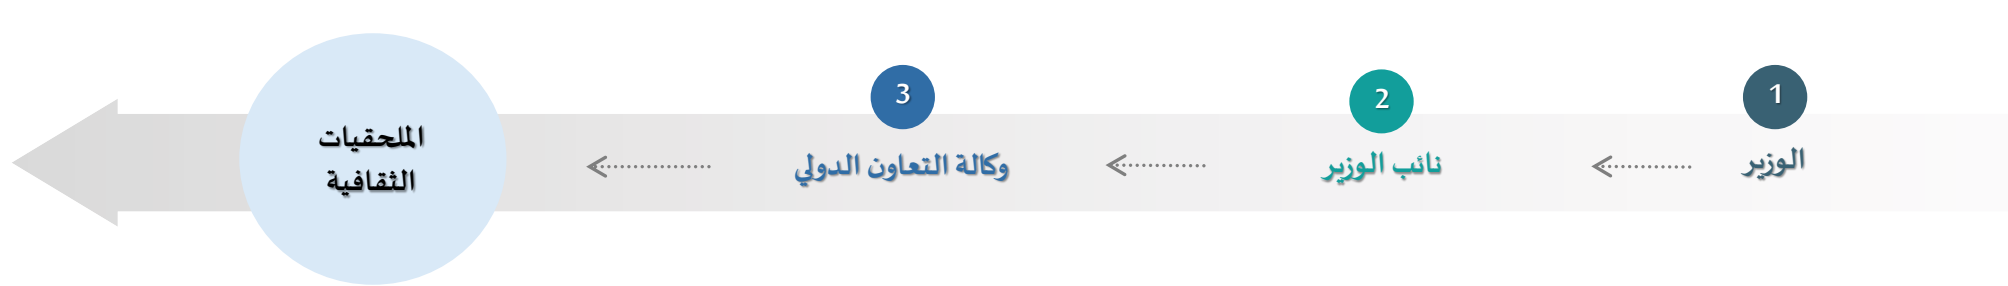 1
الوزير
2
نائب الوزير
3
وكالة التعاون الدولي
الملحقيات
الثقافية